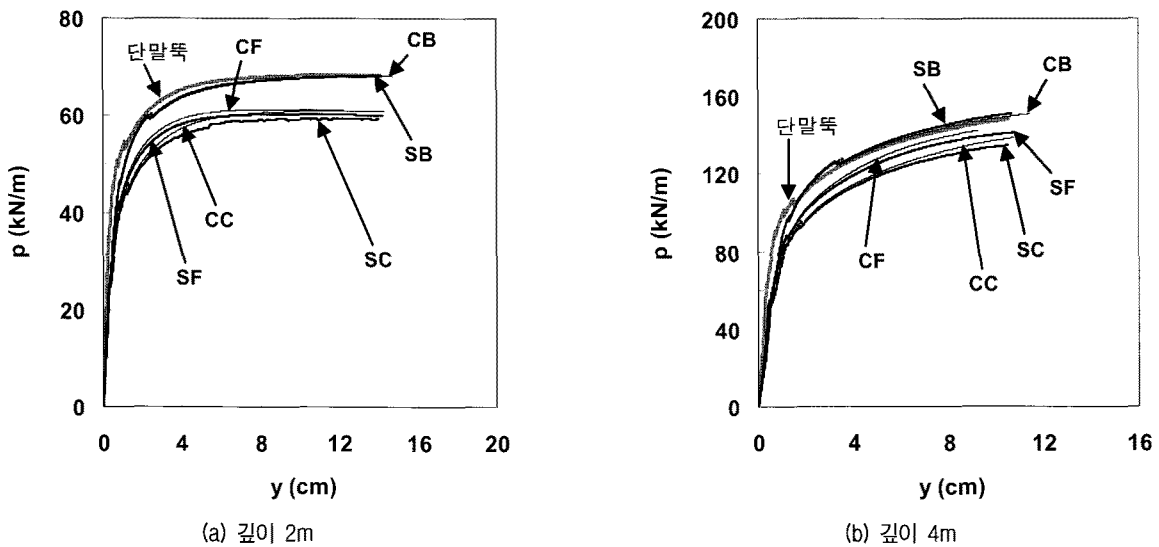 80
60
40
20
0
p (kN/m)
단말뚝
CF
CB
SB
CC
SF
SC
0 4 8 12 16 20
y (cm)
(a) 깊이 2m
200
160
120
80
40
0
p (kN/m)
단말뚝
SB
CB
SF
CF
SC
CC
0 4 8 12 16
y (cm)
(b) 깊이 4m